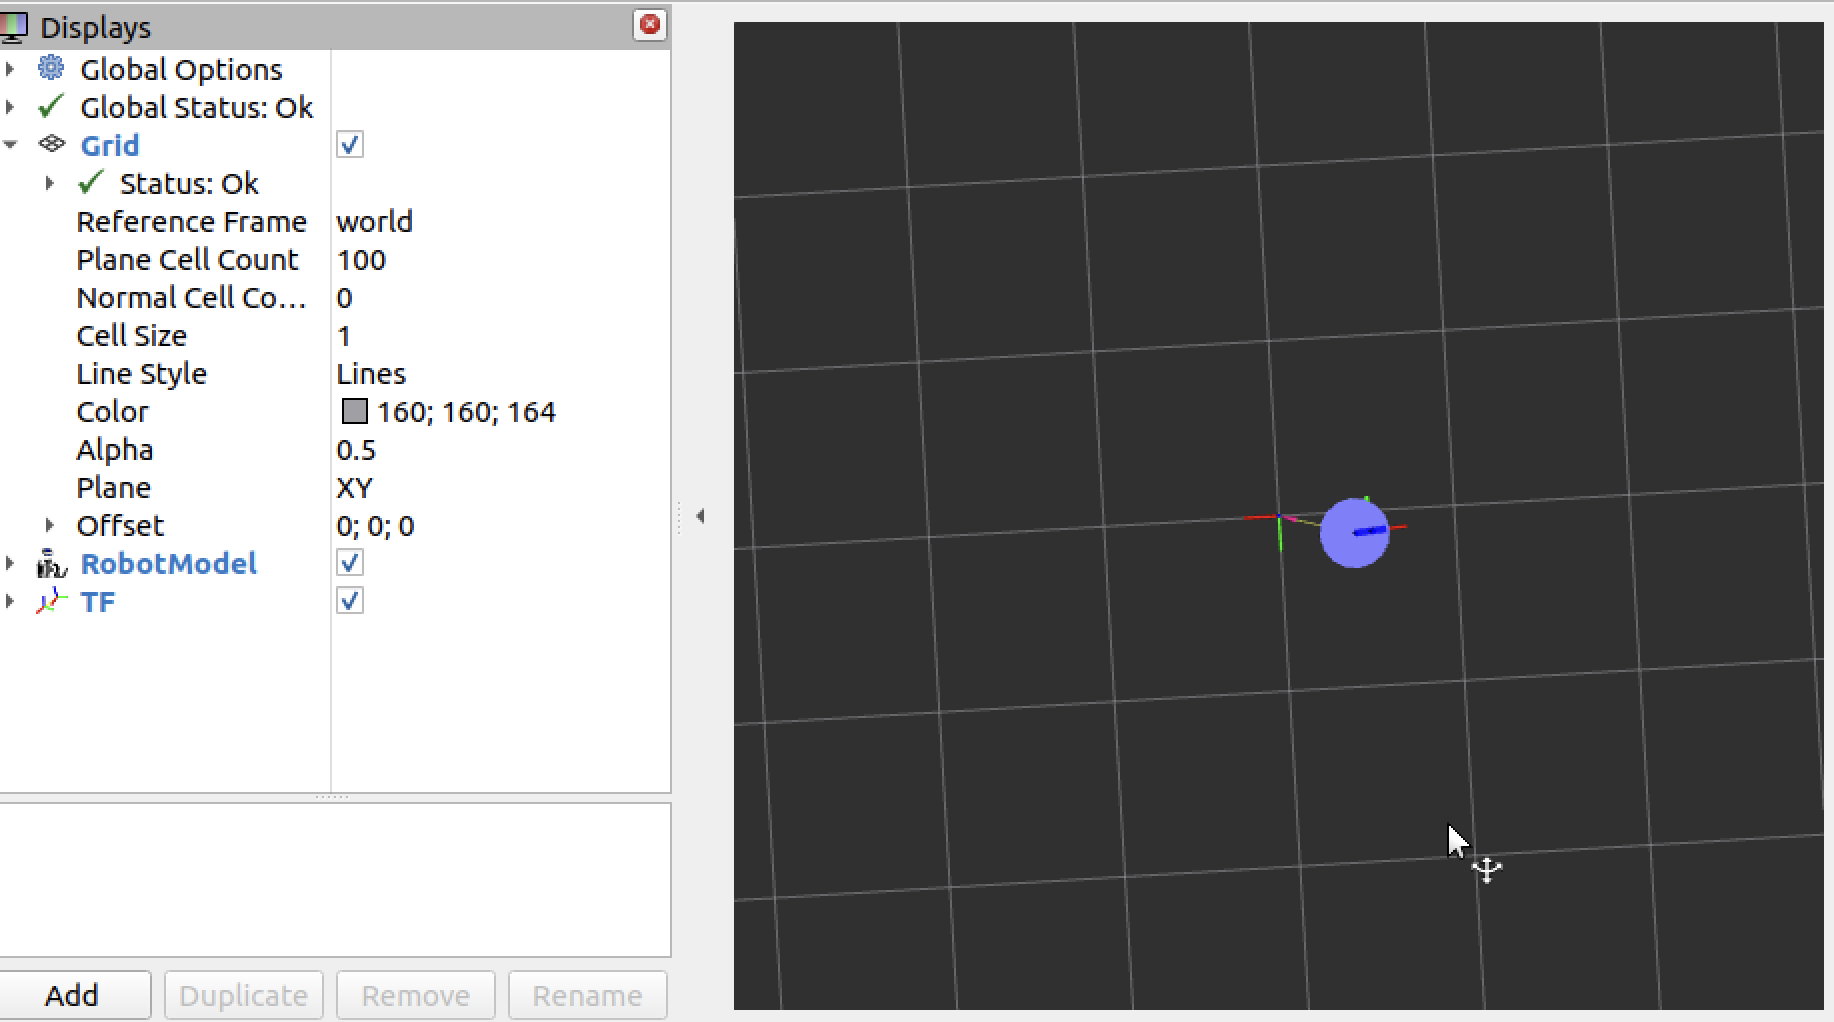 Displays
Global Options
Global Status: Ok
Grid
Status: Ok
Reference Frame world
Plane Cell Count 100
Normal Cell Co... 0
Cell Size 1
Line Style Lines
Color 160; 160; 164
Alpha 0.5
Plane XY
Offset 0; 0; 0
RobotModel
TF
Add Duplicate Remove Rename